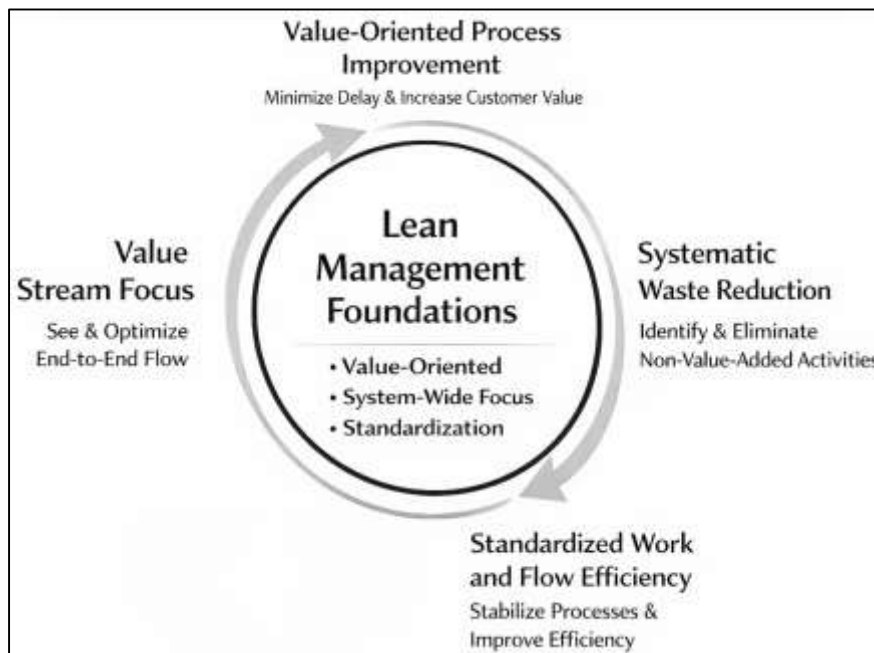 Value-Oriented Process
Improvement
Minimize Delay & Increase Customer Value
Value
Stream Focus
See & Optimize
End-to-End Flow
Lean
Management
Foundations
• Value-Oriented
• System-Wide Focus
• Standardization
Systematic
Waste Reduction
Identify & Eliminate
Non-Value-Added Activities
Standardized Work
and Flow Efficiency
Stabilize Processes &
Improve Efficiency